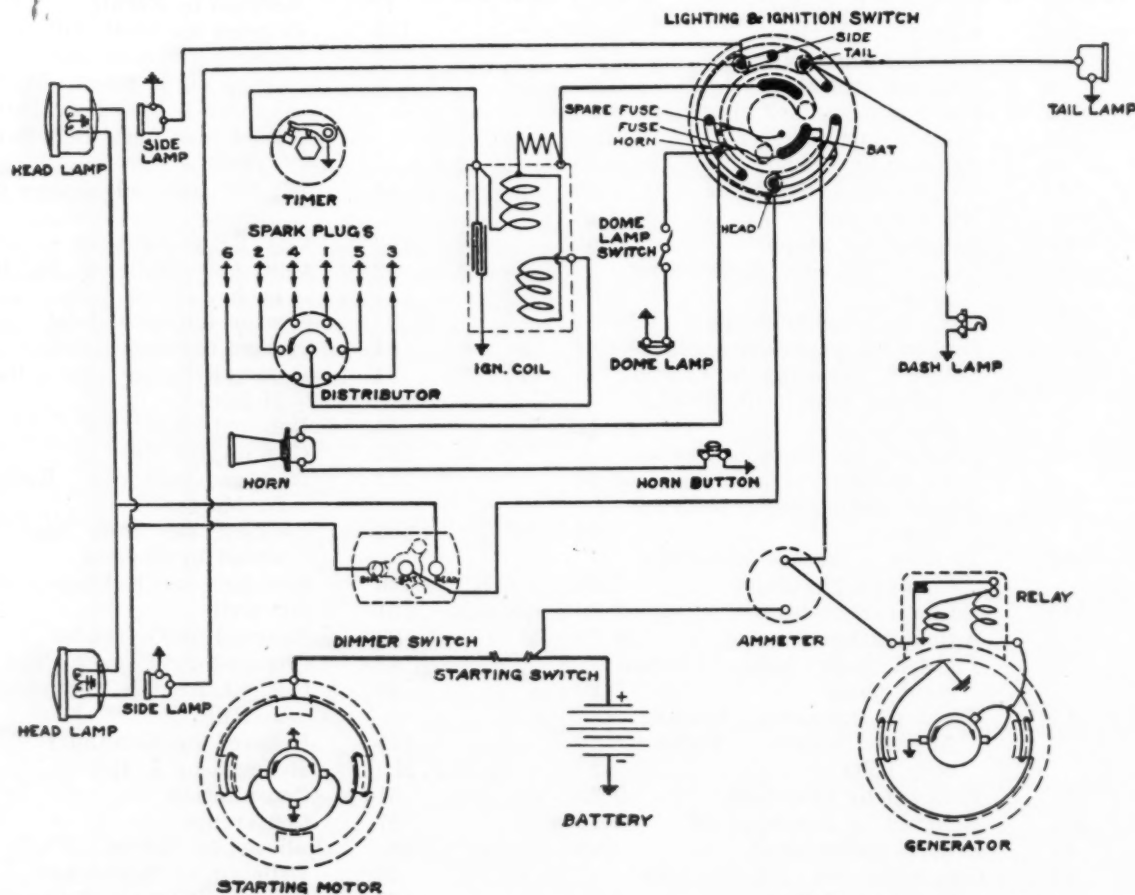 LIGHTING & IGNITION SWITCH
SIDE
TAIL
TAIL LAMP
SPARE FUSE
FUSE
HORN
BAT
HEAD
HEAD LAMP
SIDE
LAMP
TIMER
SPARK PLUGS
6 2 4 1 5 3
DISTRIBUTOR
IGN. COIL
DOME
LAMP
SWITCH
DOME LAMP
DASH LAMP
HORN
HORN BUTTON
BAT.
HEAD
DIMMER SWITCH
STARTING SWITCH
AMMETER
RELAY
HEAD LAMP
SIDE LAMP
+
-
BATTERY
STARTING MOTOR
GENERATOR